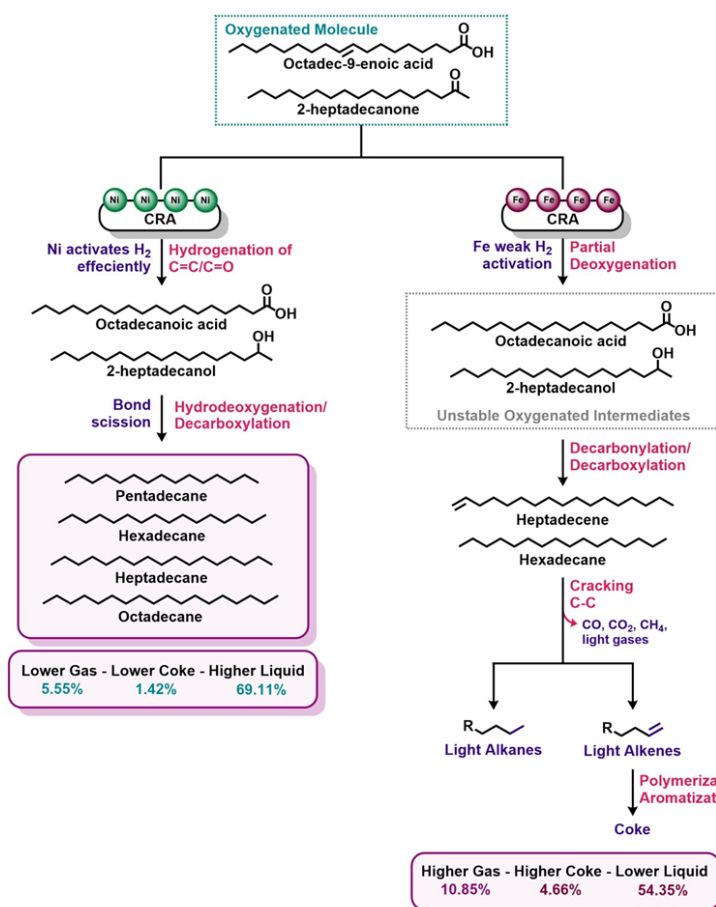 Oxygenated Molecule
O
OH
Octadec-9-enoic acid
O
2-heptadecanone
Ni Ni Ni Ni
CRA
Ni activates H2
effeciently
Hydrogenation of
C=C/C=O
O
OH
Octadecanoic acid
OH
2-heptadecanol
Bond
scission
Hydrodeoxygenation/
Decarboxylation
Pentadecane
Hexadecane
Heptadecane
Octadecane
Lower Gas - Lower Coke - Higher Liquid
5.55% 1.42% 69.11%
Fe Fe Fe Fe
CRA
Fe weak H2
activation
Partial
Deoxygenation
O
OH
Octadecanoic acid
OH
2-heptadecanol
Unstable Oxygenated Intermediates
Decarbonylation/
Decarboxylation
Heptadecene
Hexadecane
Cracking
C-C
CO, CO2, CH4,
light gases
R
Light Alkanes
R
Light Alkenes
Polymeriza
Aromatizat
Coke
Higher Gas - Higher Coke - Lower Liquid
10.85% 4.66% 54.35%